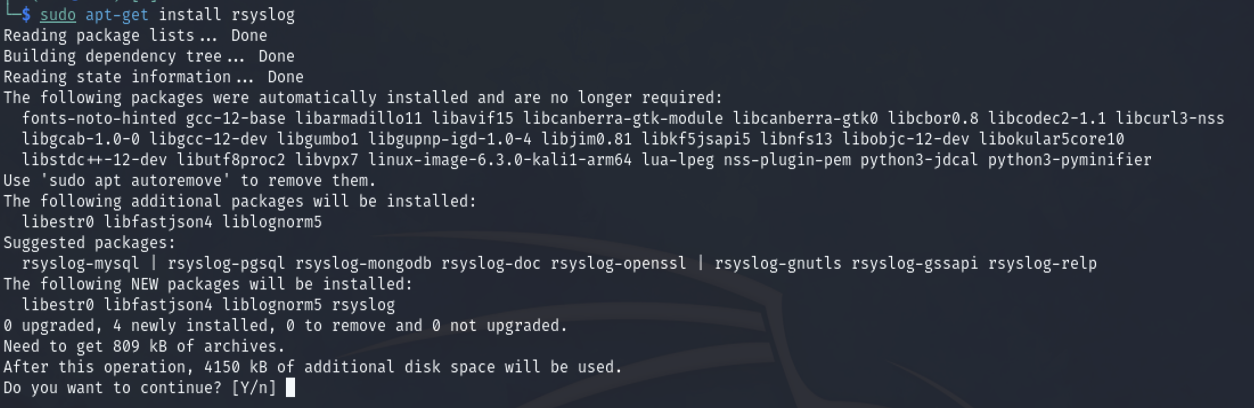 └─$ sudo apt-get install rsyslog
Reading package lists... Done
Building dependency tree... Done
Reading state information... Done
The following packages were automatically installed and are no longer required:
  fonts-noto-hinted gcc-12-base libarmadillo11 libavif15 libcanberra-gtk-module libcanberra-gtk0 libcbor0.8 libcodec2-1.1 libcurl3-nss
  libgcab-1.0-0 libgcc-12-dev libgumbo1 libgupnp-igd-1.0-4 libjim0.81 libkf5jsapi5 libnfs13 libobjc-12-dev libokular5core10
  libstdc++-12-dev libutf8proc2 libvpx7 linux-image-6.3.0-kali1-arm64 lua-lpeg nss-plugin-pem python3-jdcal python3-pyminifier
Use 'sudo apt autoremove' to remove them.
The following additional packages will be installed:
  libestr0 libfastjson4 liblognorm5
Suggested packages:
  rsyslog-mysql | rsyslog-pgsql rsyslog-mongodb rsyslog-doc rsyslog-openssl | rsyslog-gnutls rsyslog-gssapi rsyslog-relp
The following NEW packages will be installed:
  libestr0 libfastjson4 liblognorm5 rsyslog
0 upgraded, 4 newly installed, 0 to remove and 0 not upgraded.
Need to get 809 kB of archives.
After this operation, 4150 kB of additional disk space will be used.
Do you want to continue? [Y/n]